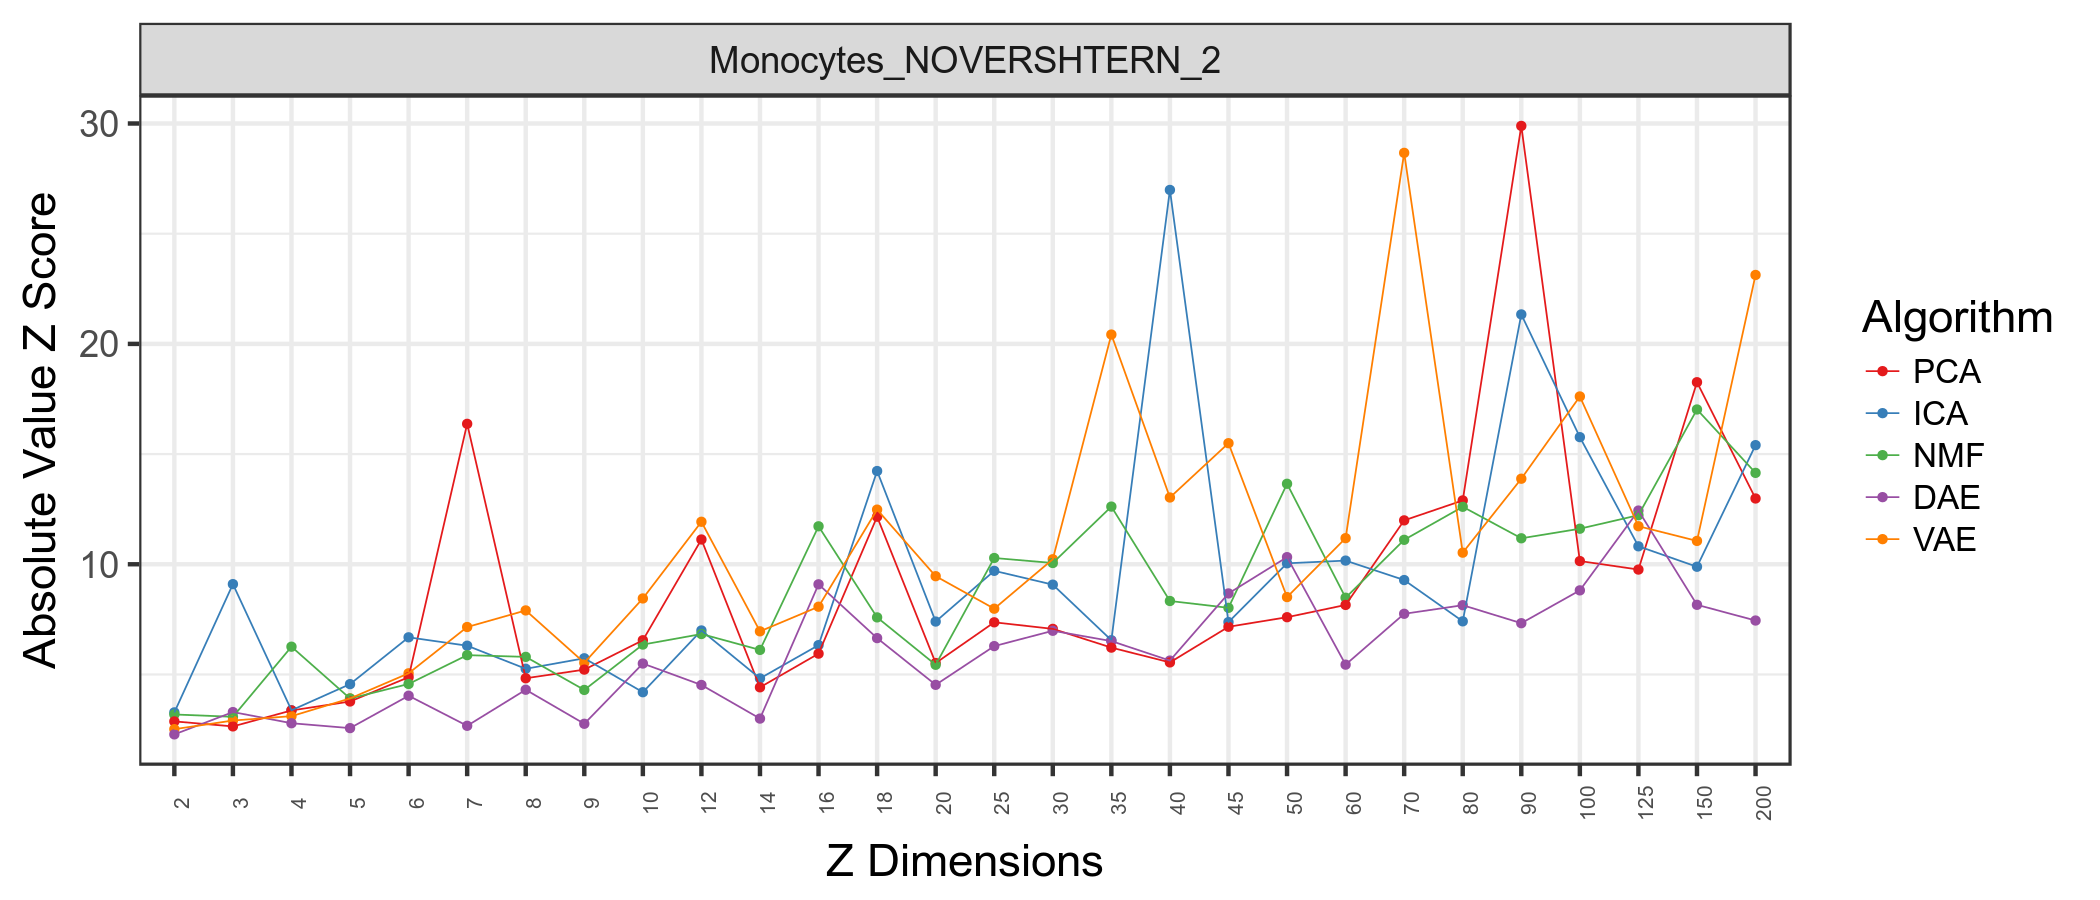 Monocytes_NOVERSHTERN_2
Absolute Value Z Score
30
20
10
2 3 4 5 6 7 8 9 10 12 14 16 18 20 25 30 35 40 45 50 60 70 80 90 100 125 150 200
Z Dimensions
Algorithm
PCA
ICA
NMF
DAE
VAE